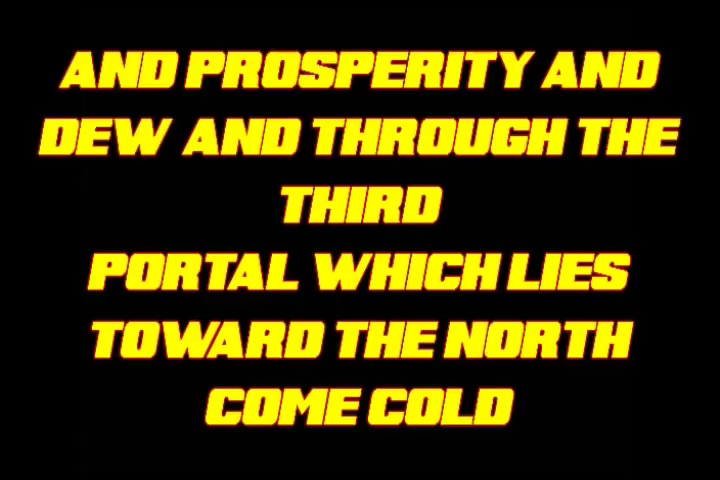 AND PROSPERITY AND
DEW AND THROUGH THE
THIRD
PORTAL WHICH LIES
TOWARD THE NORTH
COME COLD